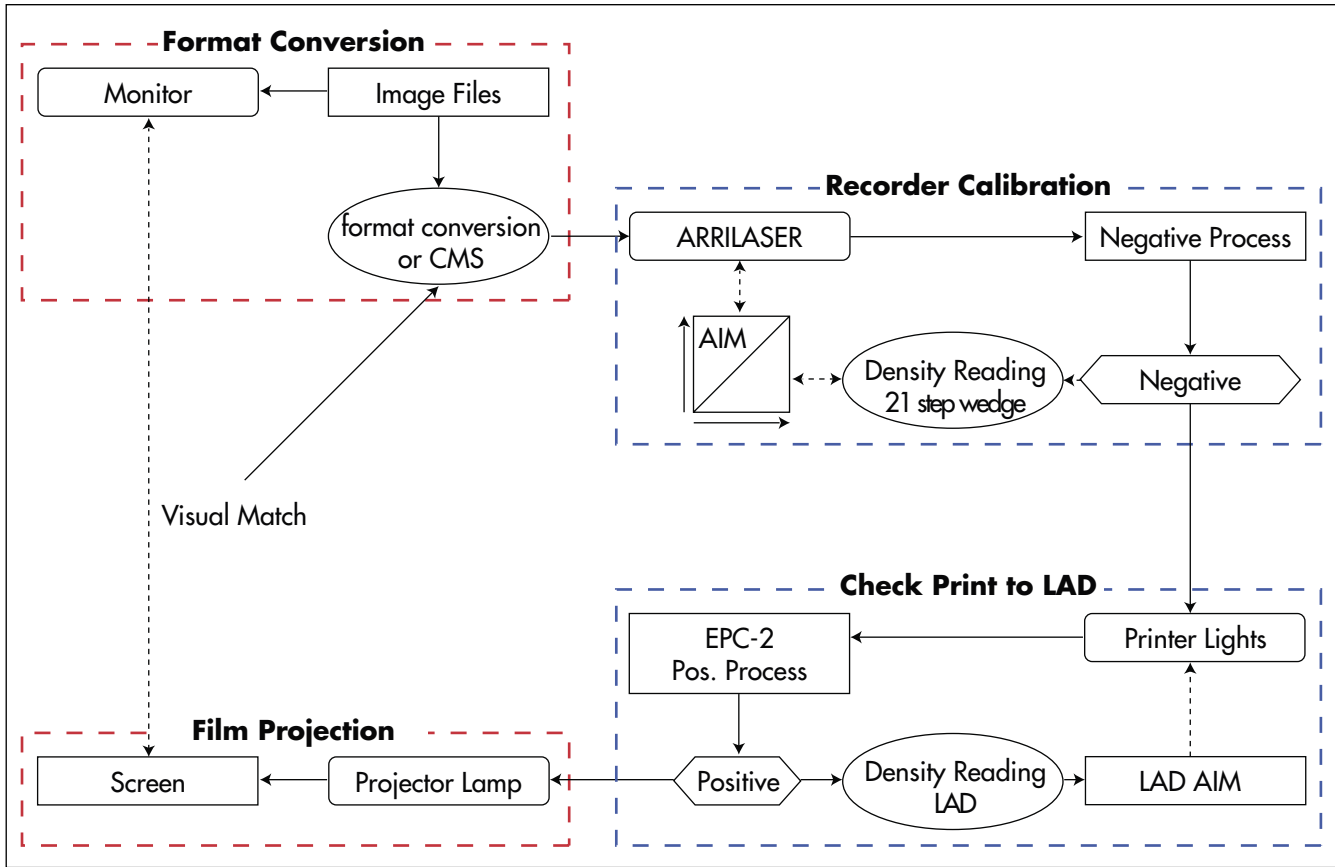 Format Conversion
Monitor
Image Files
format conversion
or CMS
Recorder Calibration
ARRILASER
Negative Process
AIM
Density Reading
21 step wedge
Negative
Visual Match
Check Print to LAD
EPC-2
Pos. Process
Printer Lights
Film Projection
Screen
Projector Lamp
Positive
Density Reading
LAD
LAD AIM